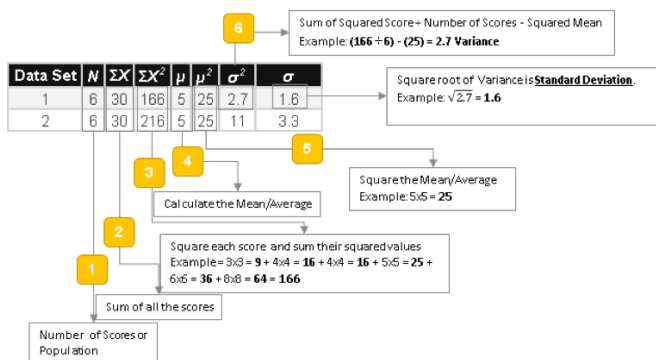 6
Sum of Squared Score÷ Number of Scores - Squared Mean
Example: (166 ÷6) - (25) = 2.7 Variance
Data Set N ΣX ΣX² μ μ² σ² σ
1 6 30 166 5 25 2.7 1.6
2 6 30 216 5 25 11 3.3
Square root of Variance is Standard Deviation.
Example: √2.7 = 1.6
5
4
3
Square the Mean/Average
Example: 5x5 = 25
Calculate the Mean/Average
2
Square each score and sum their squared values
Example = 3x3 = 9 + 4x4 = 16 + 4x4 = 16 + 5x5 = 25 +
6x6 = 36 + 8x8 = 64 = 166
1
Sum of all the scores
Number of Scores or
Population